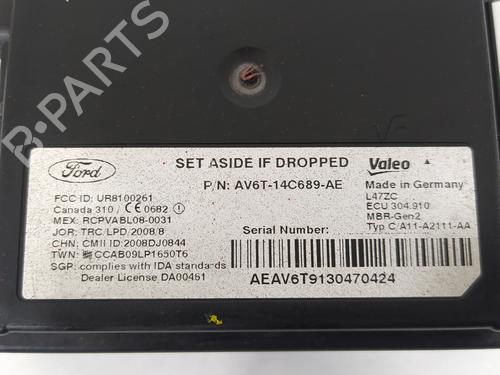 B-PARTS
Ford
SET ASIDE IF DROPPED
Valeo
P/N: AV6T-14C689-AE
Made in Germany
L47ZC
ECU 304.910
MBR-Gen2
Typ C/A11-A2111-AA
FCC ID: UR8100261
Canada 310 / CE 0682
MEX: RCPVABL08-0031
JOR: TRC/LPD/2008/8
CHN: CMII ID:2008DJ0844
TWN: CCAB09LP1650T6
SGP: complies with IDA standards
Dealer License DA00451
Serial Number:
AEAV6T9130470424